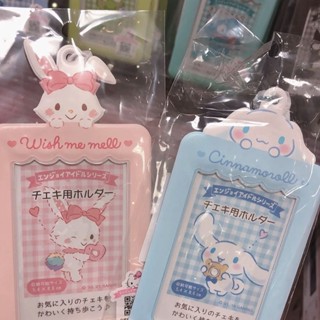 Wish me mell
エンジョイアイドルシリーズ
チェキ用ホルダー
お気に入りのチェキを
かわいく持ち歩こう♪
Cinnamoroll
エンジョイアイドルシリーズ
チェキ用ホルダー
お気に入りのチェキを
かわいく持ち歩こう